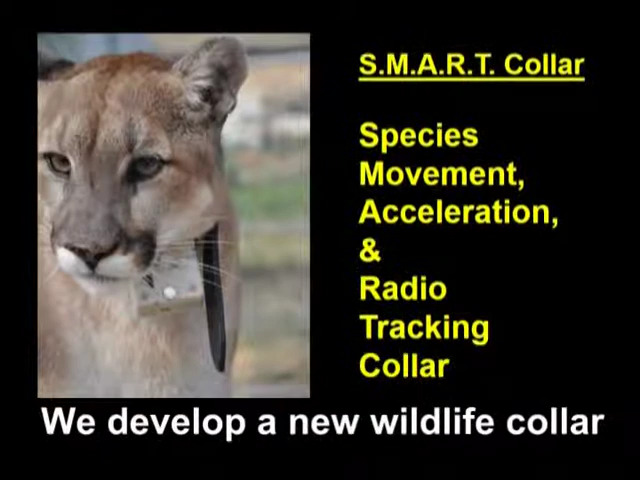 S.M.A.R.T. Collar
Species
Movement,
Acceleration,
&
Radio
Tracking
Collar
We develop a new wildlife collar